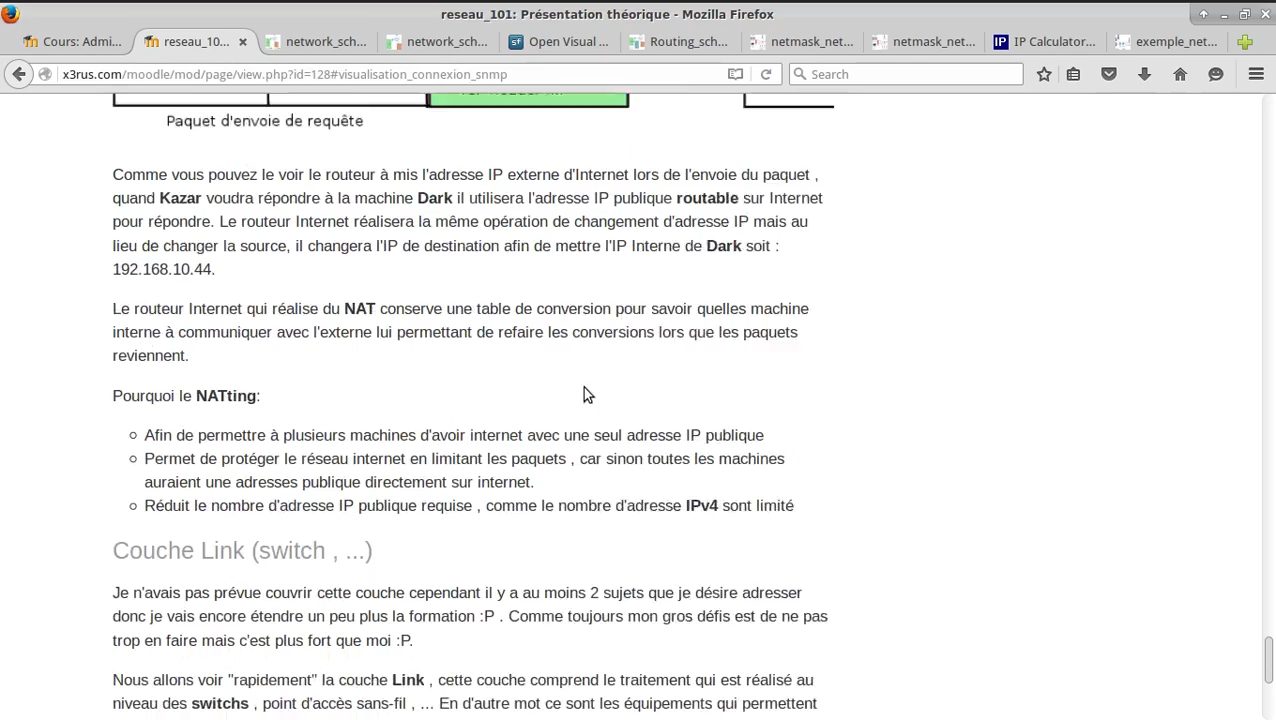 reseau_101: Présentation théorique - Mozilla Firefox
Cours: Admi... reseau_10... network_sch... network_sch... Open Visual ... Routing_sch... netmask_net... netmask_net... IP Calculator... exemple_net...
x3rus.com/moodle/mod/page/view.php?id=128#visualisation_connexion_snmp Search
Paquet d'envoie de requête
Comme vous pouvez le voir le routeur à mis l'adresse IP externe d'Internet lors de l'envoie du paquet ,
quand Kazar voudra répondre à la machine Dark il utilisera l'adresse IP publique routable sur Internet
pour répondre. Le routeur Internet réalisera la même opération de changement d'adresse IP mais au
lieu de changer la source, il changera l'IP de destination afin de mettre l'IP Interne de Dark soit :
192.168.10.44.
Le routeur Internet qui réalise du NAT conserve une table de conversion pour savoir quelles machine
interne à communiquer avec l'externe lui permettant de refaire les conversions lors que les paquets
reviennent.
Pourquoi le NATting:
Afin de permettre à plusieurs machines d'avoir internet avec une seul adresse IP publique
Permet de protéger le réseau internet en limitant les paquets , car sinon toutes les machines
auraient une adresses publique directement sur internet.
Réduit le nombre d'adresse IP publique requise , comme le nombre d'adresse IPv4 sont limité
Couche Link (switch , ...)
Je n'avais pas prévue couvrir cette couche cependant il y a au moins 2 sujets que je désire adresser
donc je vais encore étendre un peu plus la formation :P . Comme toujours mon gros défis est de ne pas
trop en faire mais c'est plus fort que moi :P.
Nous allons voir "rapidement" la couche Link , cette couche comprend le traitement qui est réalisé au
niveau des switchs , point d'accès sans-fil , ... En d'autre mot ce sont les équipements qui permettent